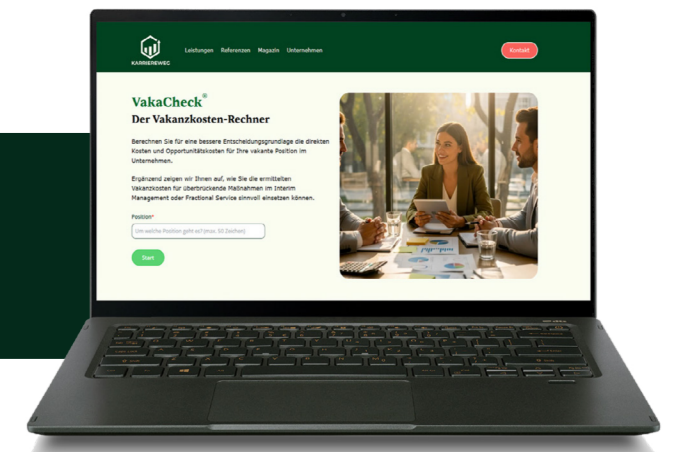 KARRIEREWEG
Leistungen Referenzen Magazin Unternehmen
Kontakt
VakaCheck®
Der Vakanzkosten-Rechner
Berechnen Sie für eine bessere Entscheidungsgrundlage die direkten
Kosten und Opportunitätskosten für Ihre vakante Position im
Unternehmen.
Ergänzend zeigen wir Ihnen auf, wie Sie die ermittelten
Vakanzkosten für überbrückende Maßnahmen im Interim
Management oder Fractional Service sinnvoll einsetzen können.
Position*
Um welche Position geht es? (max. 50 Zeichen)
Start